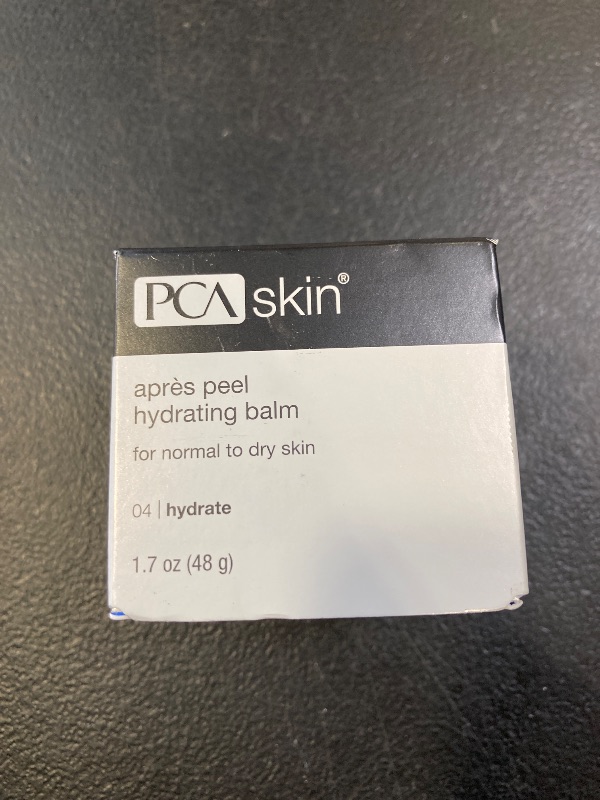 PCA skin®
après peel
hydrating balm
for normal to dry skin
04 | hydrate
1.7 oz (48 g)